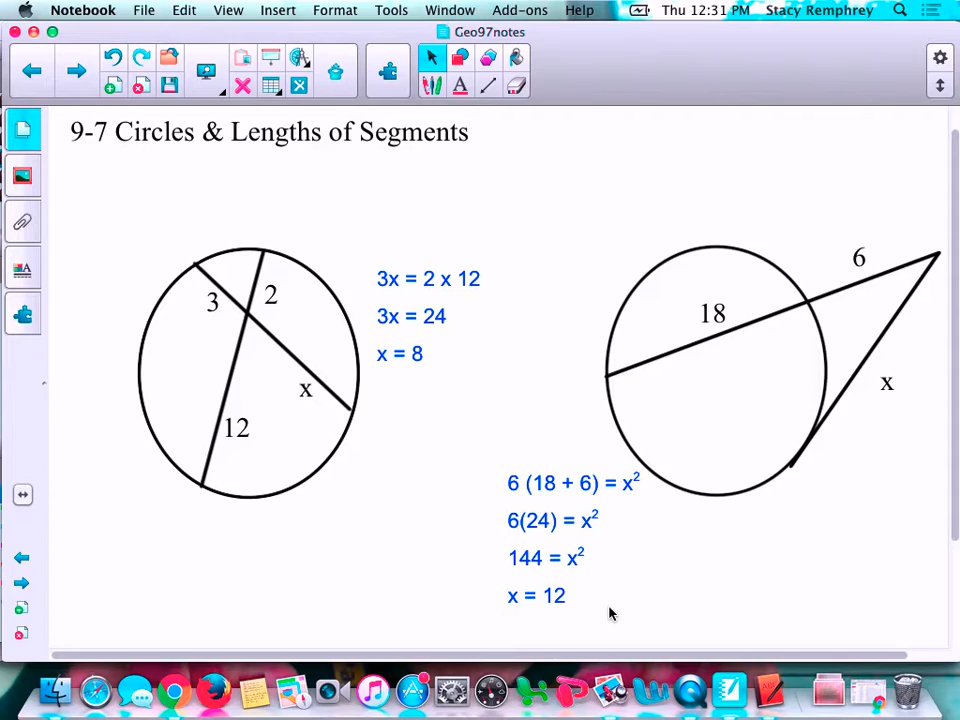 Notebook File Edit View Insert Format Tools Window Add-ons Help Thu 12:31 PM Stacy Remphrey
Geo97notes
9-7 Circles & Lengths of Segments
3
2
x
12
3x = 2 x 12
3x = 24
x = 8
6
18
x
6 (18 + 6) = x²
6(24) = x²
144 = x²
x = 12